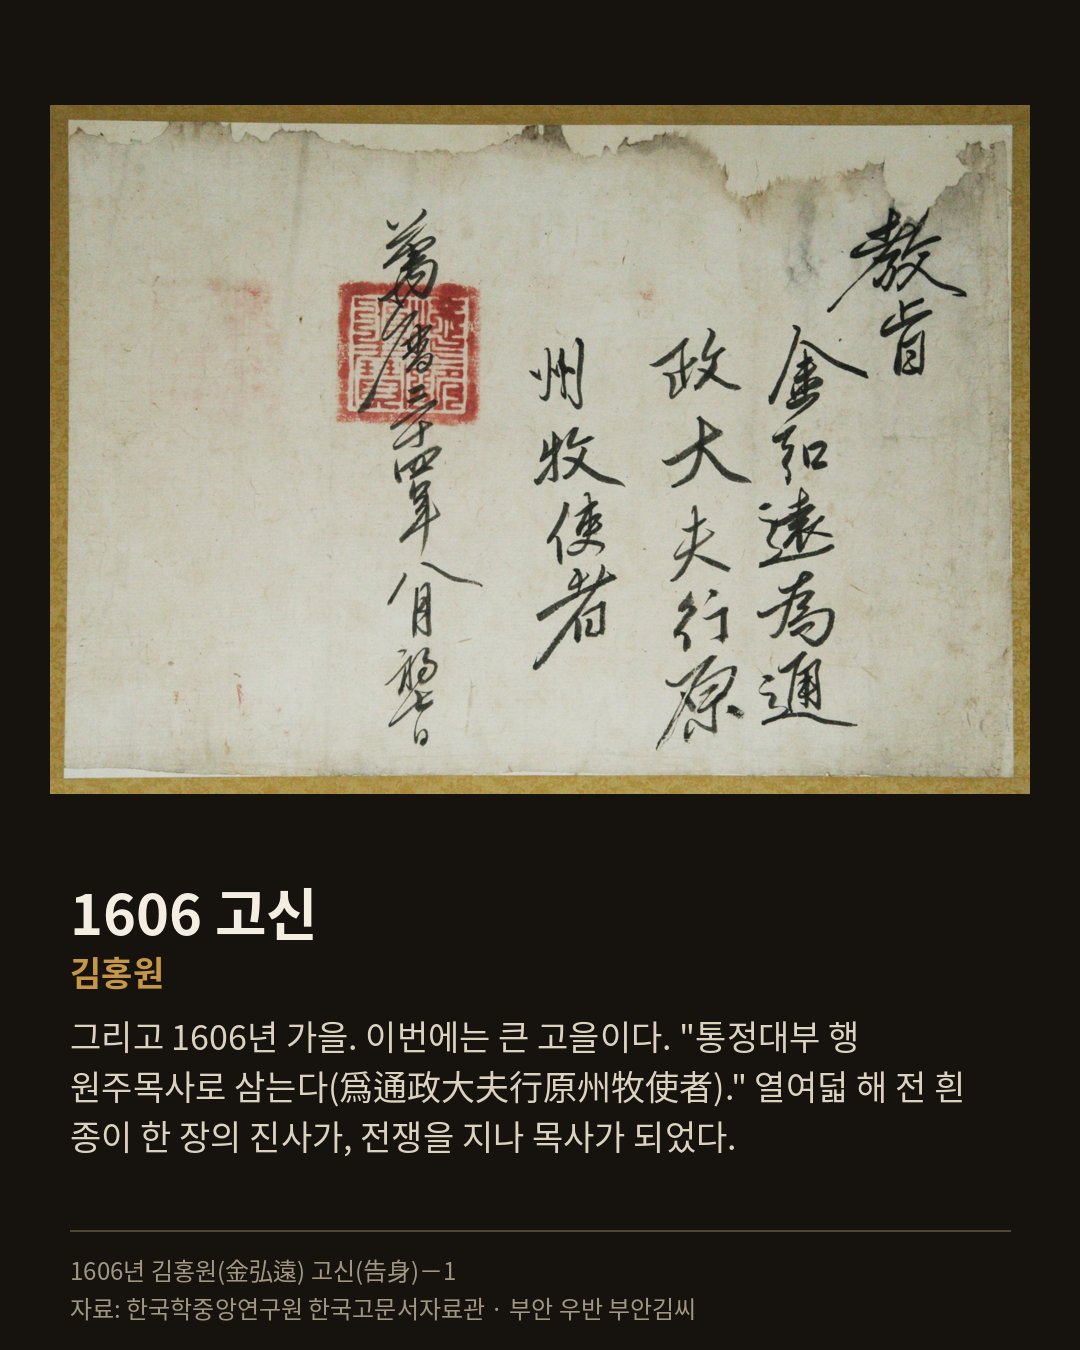 教旨
金弘遠為通
政大夫行原
州牧使者
萬曆三十四年八月初七日
1606 고신
김홍원
그리고 1606년 가을. 이번에는 큰 고을이다. "통정대부 행
원주목사로 삼는다(爲通政大夫行原州牧使者)." 열여덟 해 전 흰
종이 한 장의 진사가, 전쟁을 지나 목사가 되었다.
1606년 김홍원(金弘遠) 고신(告身)－1
자료: 한국학중앙연구원 한국고문서자료관 · 부안 우반 부안김씨